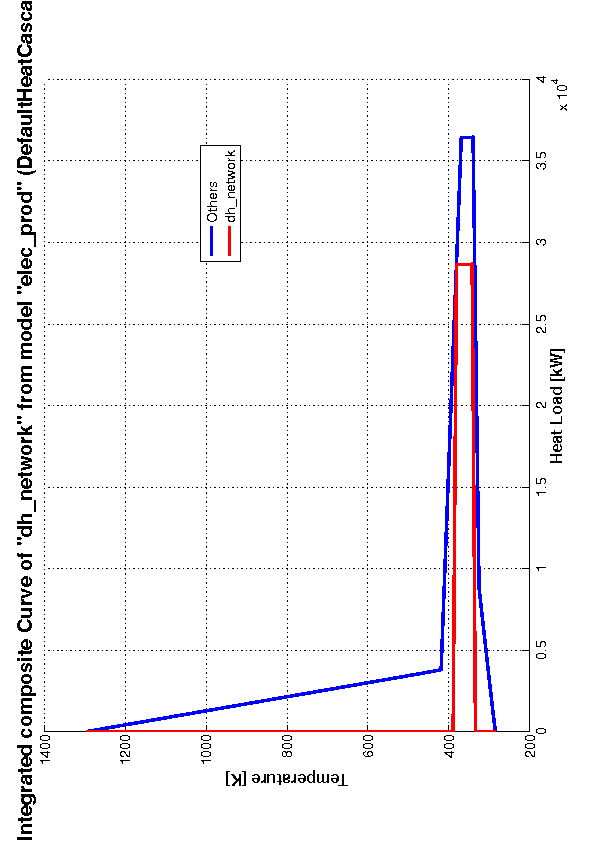 Integrated composite Curve of "dh_network" from model "elec_prod" (DefaultHeatCasca
1400
1200
1000
800
600
400
200
Temperature [K]
0
0.5
1
1.5
2
2.5
3
3.5
4
x 10^4
Heat Load [kW]
Others
dh_network